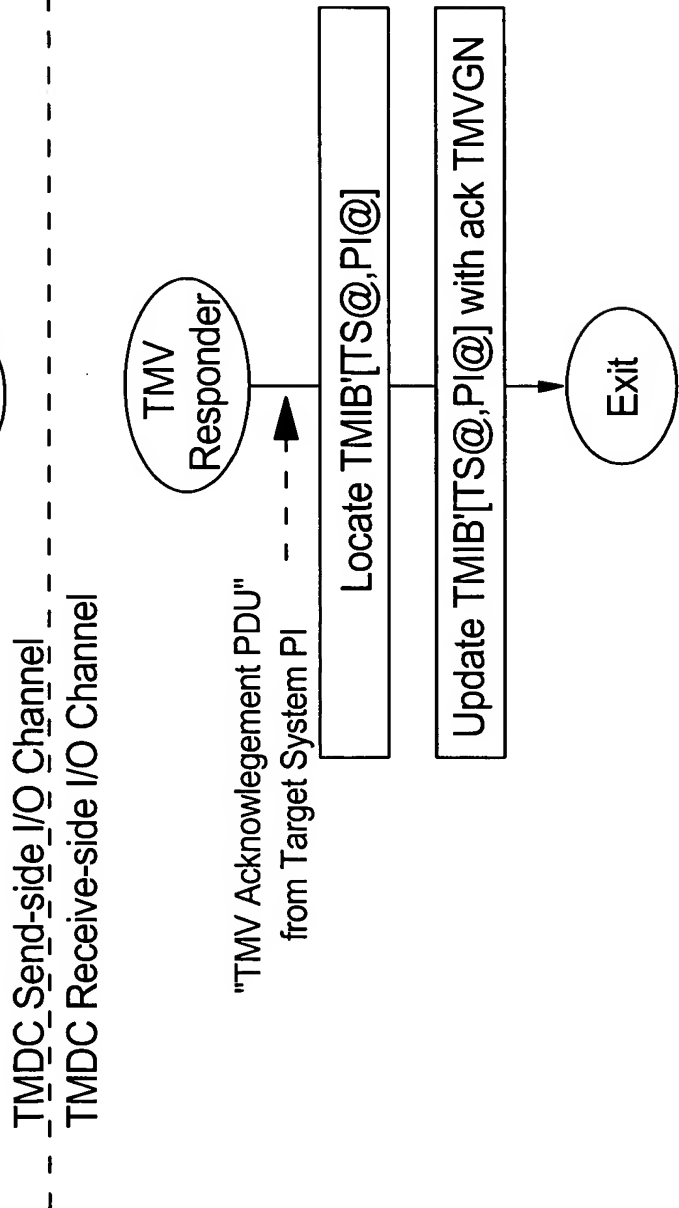 TMDC Send-side I/O Channel
TMDC Receive-side I/O Channel
TMV
Responder
"TMV Acknowlegement PDU"
from Target System PI
Locate TMIB'[TS@,PI@]
Update TMIB'[TS@,PI@] with ack TMVGN
Exit